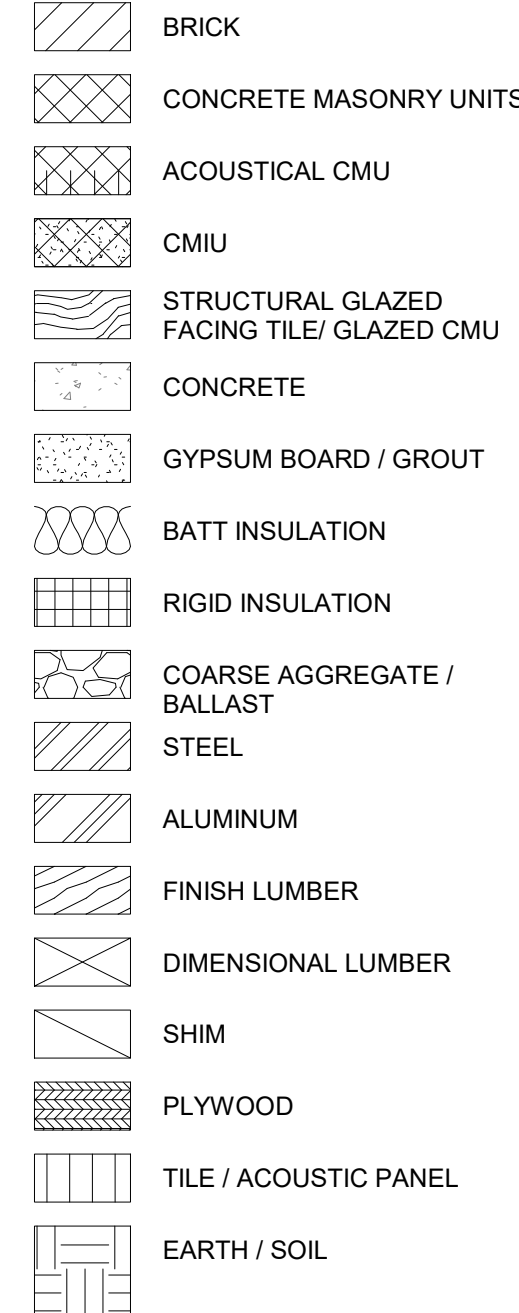 BRICK
CONCRETE MASONRY UNITS
ACOUSTICAL CMU
CMIU
STRUCTURAL GLAZED
FACING TILE/ GLAZED CMU
CONCRETE
GYPSUM BOARD / GROUT
BATT INSULATION
RIGID INSULATION
COARSE AGGREGATE /
BALLAST
STEEL
ALUMINUM
FINISH LUMBER
DIMENSIONAL LUMBER
SHIM
PLYWOOD
TILE / ACOUSTIC PANEL
EARTH / SOIL